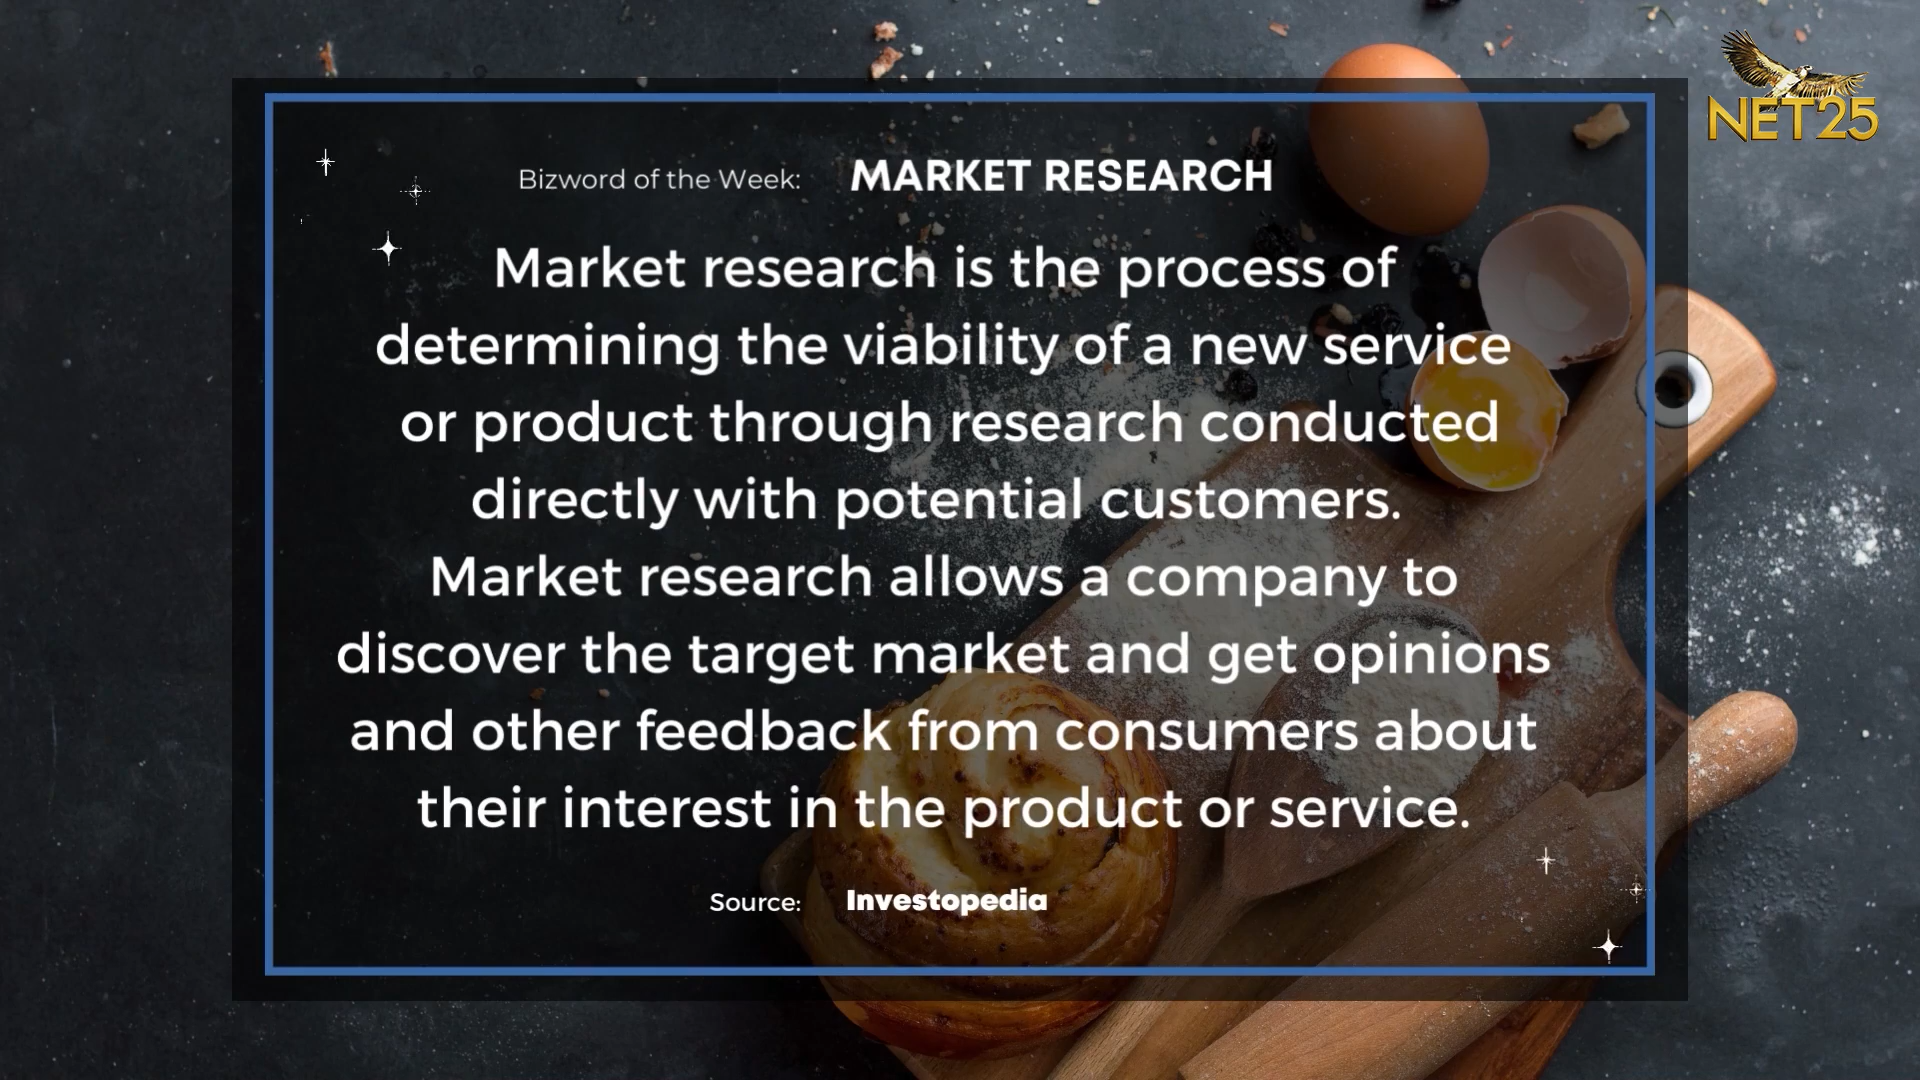 NET25
Bizword of the Week: MARKET RESEARCH
Market research is the process of
determining the viability of a new service
or product through research conducted
directly with potential customers.
Market research allows a company to
discover the target market and get opinions
and other feedback from consumers about
their interest in the product or service.
Source: Investopedia